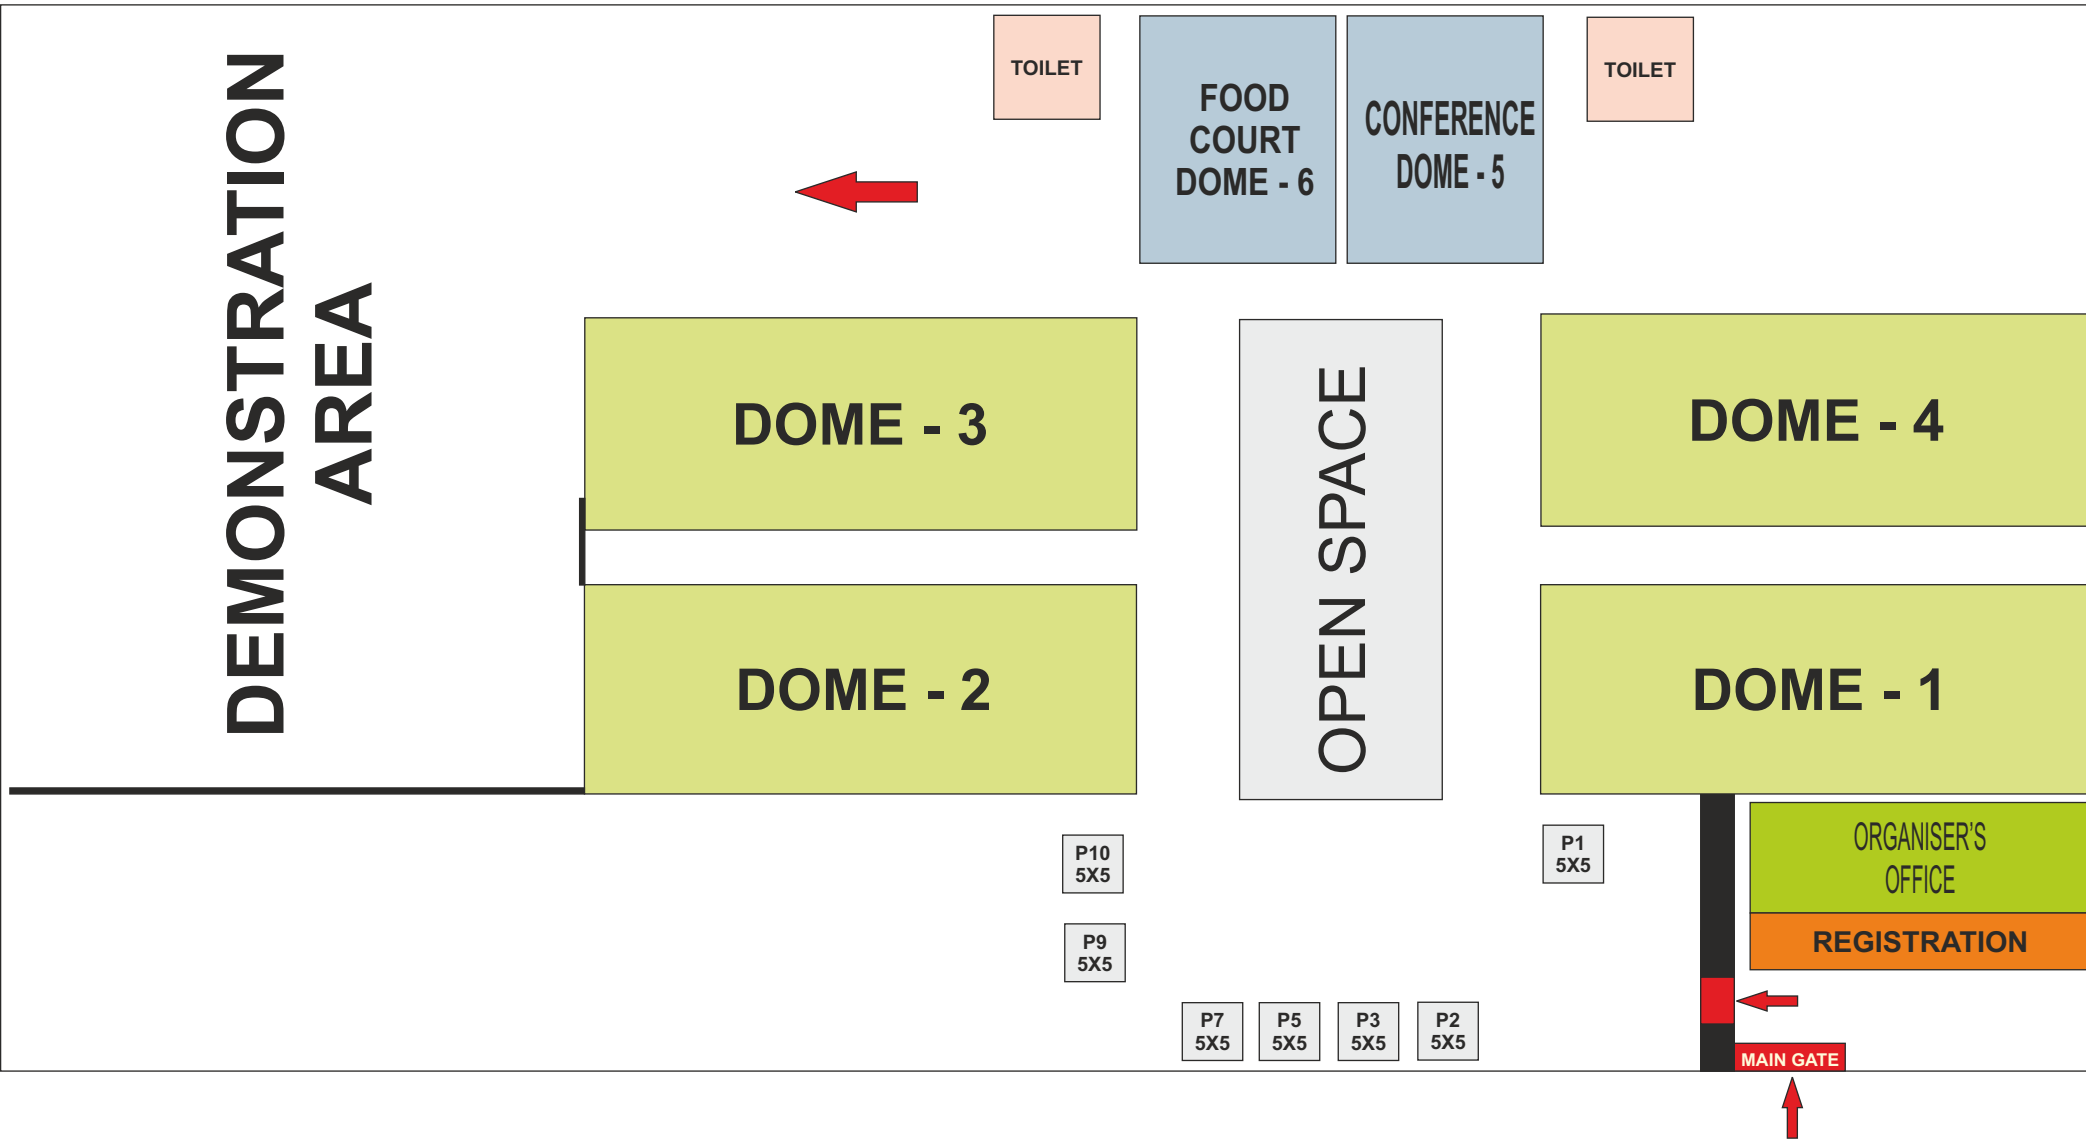 TOILET
FOOD
COURT
DOME - 6
CONFERENCE
DOME - 5
TOILET
DEMONSTRATION
AREA
DOME - 3
OPEN SPACE
DOME - 4
DOME - 2
DOME - 1
P10
5X5
P1
5X5
ORGANISER'S
OFFICE
P9
5X5
REGISTRATION
P7
5X5
P5
5X5
P3
5X5
P2
5X5
MAIN GATE